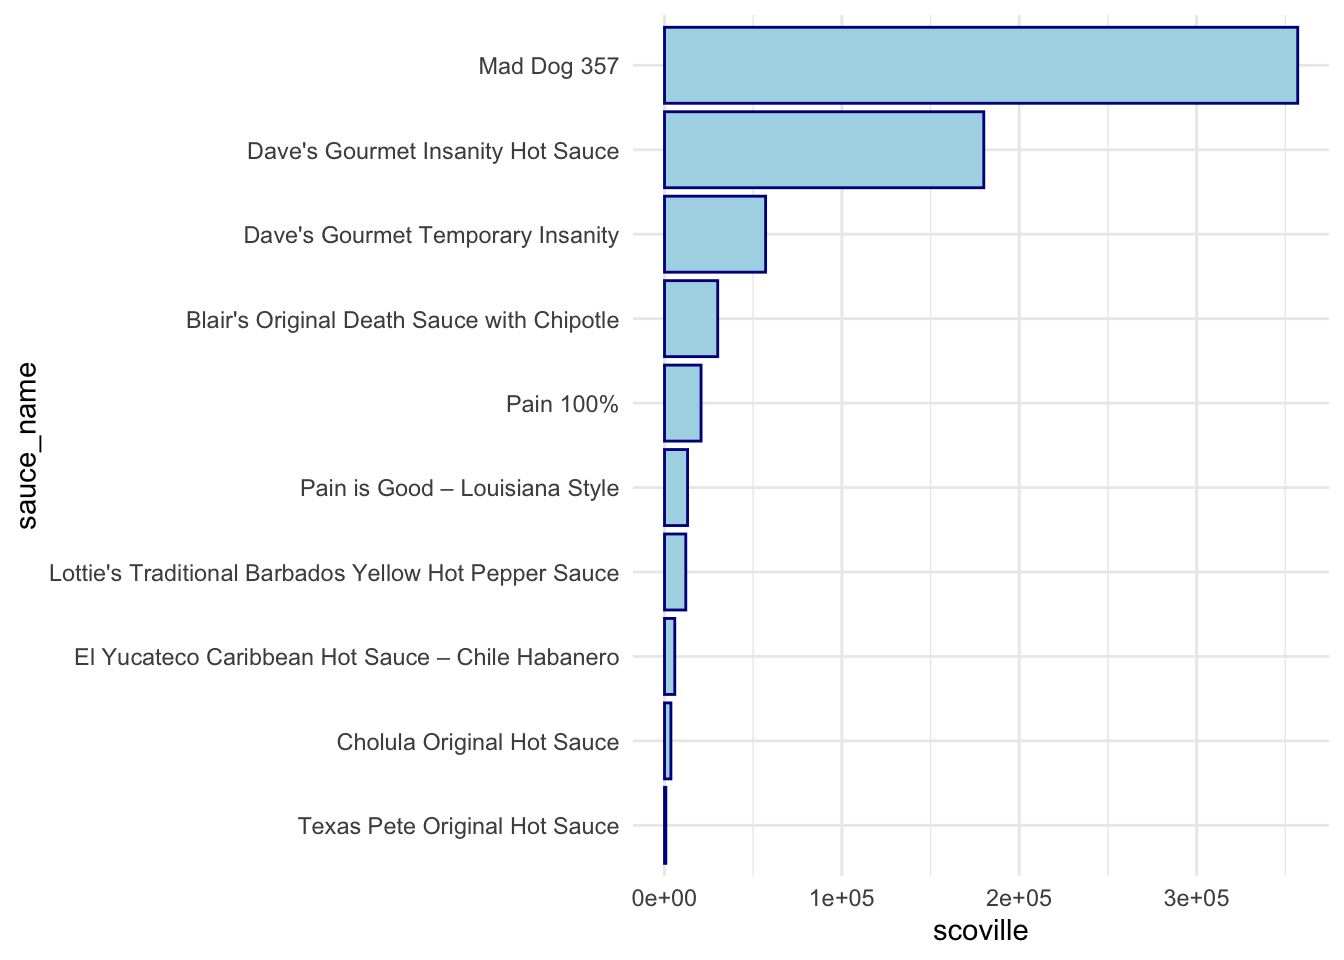 Mad Dog 357
Dave's Gourmet Insanity Hot Sauce
Dave's Gourmet Temporary Insanity
Blair's Original Death Sauce with Chipotle
Pain 100%
Pain is Good – Louisiana Style
Lottie's Traditional Barbados Yellow Hot Pepper Sauce
El Yucateco Caribbean Hot Sauce – Chile Habanero
Cholula Original Hot Sauce
Texas Pete Original Hot Sauce
sauce_name
0e+00 1e+05 2e+05 3e+05
scoville